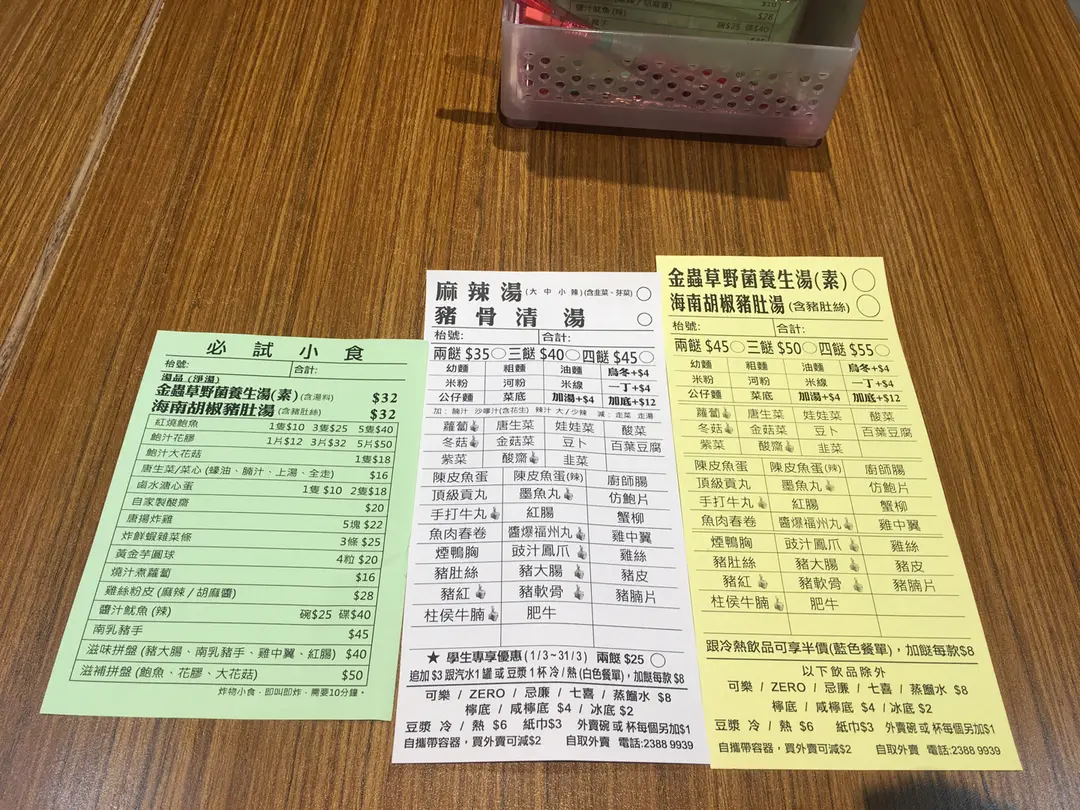 $28
碗$25 碟$40
必試小食
枱號: 合計:
湯品 (淨湯)
金蟲草野菌養生湯(素) (含湯料) $32
海南胡椒豬肚湯 (含豬肚絲) $32
紅燒鮑魚 1隻$10 3隻$25 5隻$40
鮑汁花膠 1片$12 3片$32 5片$50
鮑汁大花菇 1隻$18
唐生菜/菜心 (蠔油、腩汁、上湯、全走) $16
鹵水溏心蛋 1隻 $10 2隻$18
自家製酸齋 $20
唐揚炸雞 5塊 $22
炸鮮蝦雜菜條 3條 $25
黃金芋圓球 4粒 $20
燒汁煮蘿蔔 $16
雞絲粉皮 (麻辣 / 胡麻醬) $28
醬汁魷魚 (辣) 碗$25 碟$40
南乳豬手 $45
滋味拼盤 (豬大腸、南乳豬手、雞中翼、紅腸) $40
滋補拼盤 (鮑魚、花膠、大花菇) $50
炸物小食,即叫即炸,需要10分鐘。
麻辣湯 (大 中 小 辣) (含韭菜、芽菜)
豬骨清湯
枱號: 合計:
兩餸 $35 三餸 $40 四餸 $45
幼麵 粗麵 油麵 烏冬+$4
米粉 河粉 米線 一丁+$4
公仔麵 菜底 加湯+$4 加底+$12
加: 腩汁 沙嗲汁(含花生) 辣汁 大/少辣 減: 走菜 走湯
蘿蔔 唐生菜 娃娃菜 酸菜
冬菇 金菇菜 豆卜 百葉豆腐
紫菜 酸齋 韭菜
陳皮魚蛋 陳皮魚蛋(辣) 廚師腸
頂級貢丸 墨魚丸 仿鮑片
手打牛丸 紅腸 蟹柳
魚肉春卷 醬爆福州丸 雞中翼
煙鴨胸 豉汁鳳爪 雞絲
豬肚絲 豬大腸 豬皮
豬紅 豬軟骨 豬腩片
柱侯牛腩 肥牛
★ 學生專享優惠 (1/3~31/3) 兩餸 $25
追加 $3 跟汽水1罐 或 豆漿 1 杯 冷 / 熱 (白色餐單), 加餸每款 $8
可樂 / ZERO / 忌廉 / 七喜 / 蒸餾水 $8
檸底 / 咸檸底 $4 / 冰底 $2
豆漿 冷 / 熱 $6 紙巾$3 外賣碗 或 杯每個另加$1
自攜帶容器,買外賣可減$2 自取外賣 電話:2388 9939
金蟲草野菌養生湯(素)
海南胡椒豬肚湯 (含豬肚絲)
枱號: 合計:
兩餸 $45 三餸 $50 四餸 $55
幼麵 粗麵 油麵 烏冬+$4
米粉 河粉 米線 一丁+$4
公仔麵 菜底 加湯+$4 加底+$12
蘿蔔 唐生菜 娃娃菜 酸菜
冬菇 金菇菜 豆卜 百葉豆腐
紫菜 酸齋 韭菜
陳皮魚蛋 陳皮魚蛋(辣) 廚師腸
頂級貢丸 墨魚丸 仿鮑片
手打牛丸 紅腸 蟹柳
魚肉春卷 醬爆福州丸 雞中翼
煙鴨胸 豉汁鳳爪 雞絲
豬肚絲 豬大腸 豬皮
豬紅 豬軟骨 豬腩片
柱侯牛腩 肥牛
跟冷熱飲品可享半價(藍色餐單), 加餸每款$8
以下飲品除外
可樂 / ZERO / 忌廉 / 七喜 / 蒸餾水 $8
檸底 / 咸檸底 $4 / 冰底 $2
豆漿 冷 / 熱 $6 紙巾$3 外賣碗 或 杯每個另加$1
自攜帶容器,買外賣可減$2 自取外賣 電話:2388 9939